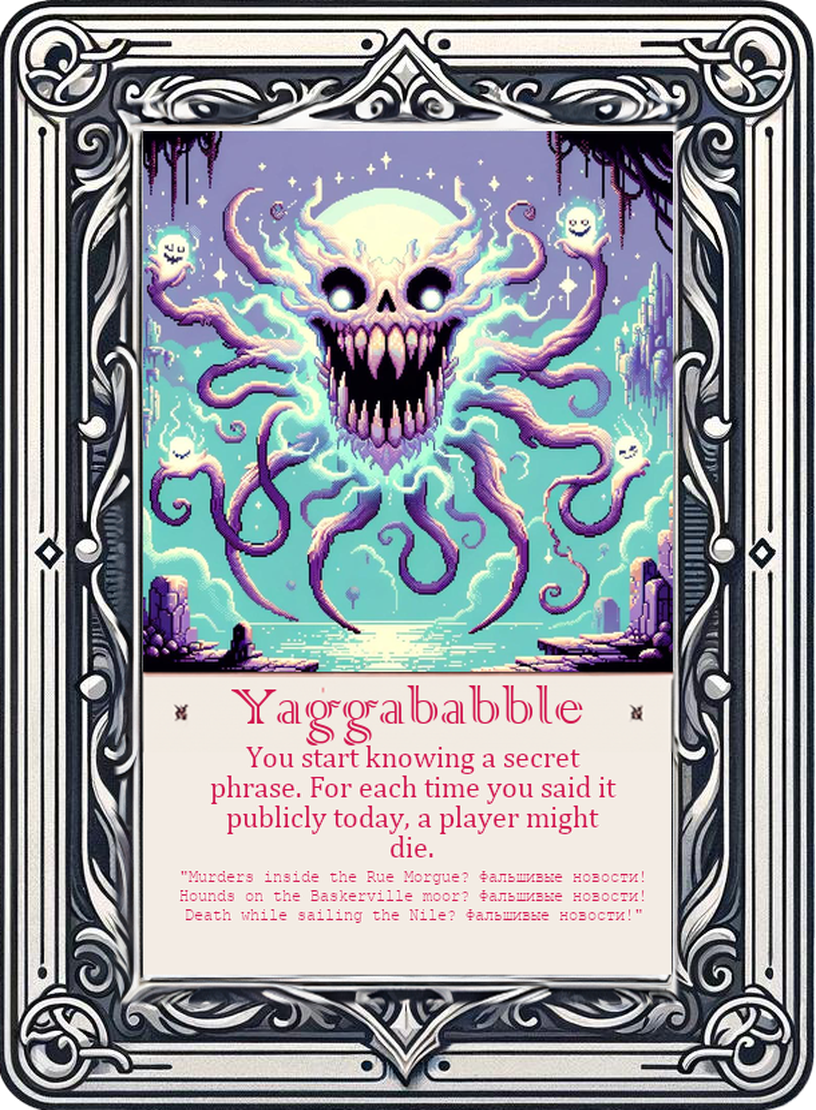 Yaggababble
You start knowing a secret
phrase. For each time you said it
publicly today, a player might
die.
"Murders inside the Rue Morgue? Фальшивые новости!
Hounds on the Baskerville moor? Фальшивые новости!
Death while sailing the Nile? Фальшивые новости!"